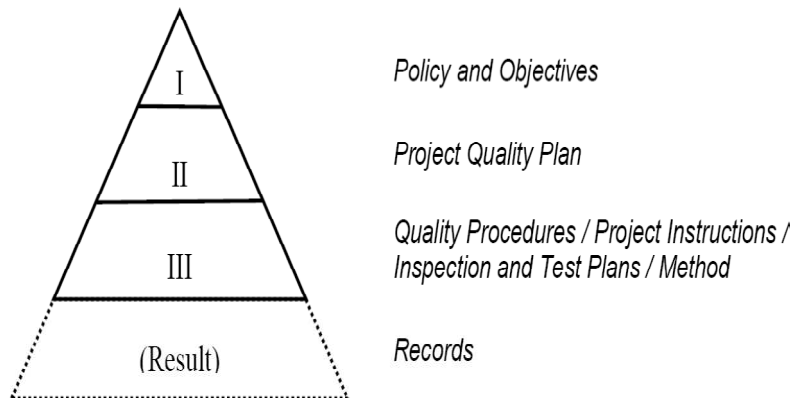 I
Policy and Objectives
II
Project Quality Plan
III
Quality Procedures / Project Instructions /
Inspection and Test Plans / Method
(Result)
Records